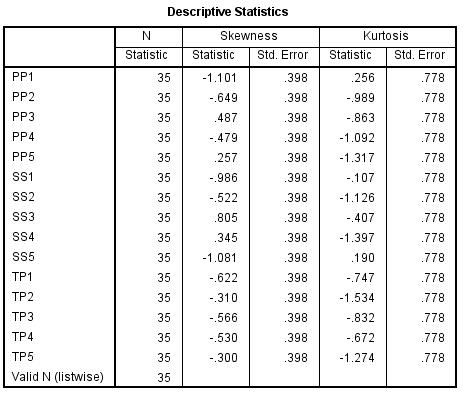 Descriptive Statistics
N Skewness Kurtosis
Statistic Statistic Std. Error Statistic Std. Error
PP1 35 -1.101 .398 .256 .778
PP2 35 -.649 .398 -.989 .778
PP3 35 .487 .398 -.863 .778
PP4 35 -.479 .398 -1.092 .778
PP5 35 .257 .398 -1.317 .778
SS1 35 -.986 .398 -.107 .778
SS2 35 -.522 .398 -1.126 .778
SS3 35 .805 .398 -.407 .778
SS4 35 .345 .398 -1.397 .778
SS5 35 -1.081 .398 .190 .778
TP1 35 -.622 .398 -.747 .778
TP2 35 -.310 .398 -1.534 .778
TP3 35 -.566 .398 -.832 .778
TP4 35 -.530 .398 -.672 .778
TP5 35 -.300 .398 -1.274 .778
Valid N (listwise) 35